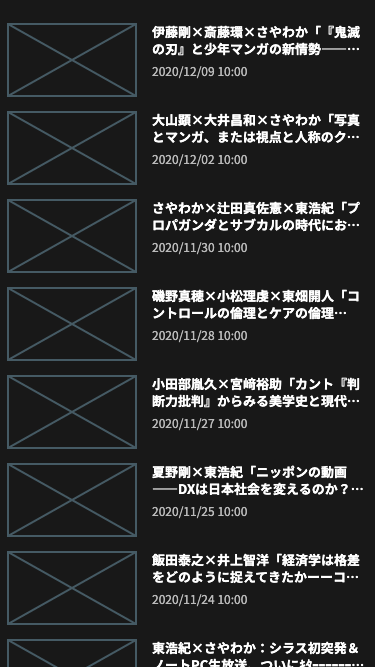 伊藤剛×斎藤環×さやわか「『鬼滅
の刃』と少年マンガの新情勢——…
2020/12/09 10:00
大山顕×大井昌和×さやわか「写真
とマンガ、または視点と人称のク…
2020/12/02 10:00
さやわか×辻田真佐憲×東浩紀「プ
ロパガンダとサブカルの時代にお…
2020/11/30 10:00
磯野真穂×小松理虔×東畑開人「コ
ントロールの倫理とケアの倫理…
2020/11/28 10:00
小田部胤久×宮﨑裕助「カント『判
断力批判』からみる美学史と現代…
2020/11/27 10:00
夏野剛×東浩紀「ニッポンの動画
——DXは日本社会を変えるのか？…
2020/11/25 10:00
飯田泰之×井上智洋「経済学は格差
をどのように捉えてきたかーーコ…
2020/11/24 10:00
東浩紀×さやわか：シラス初突発＆
ノートPC生放送、ついに